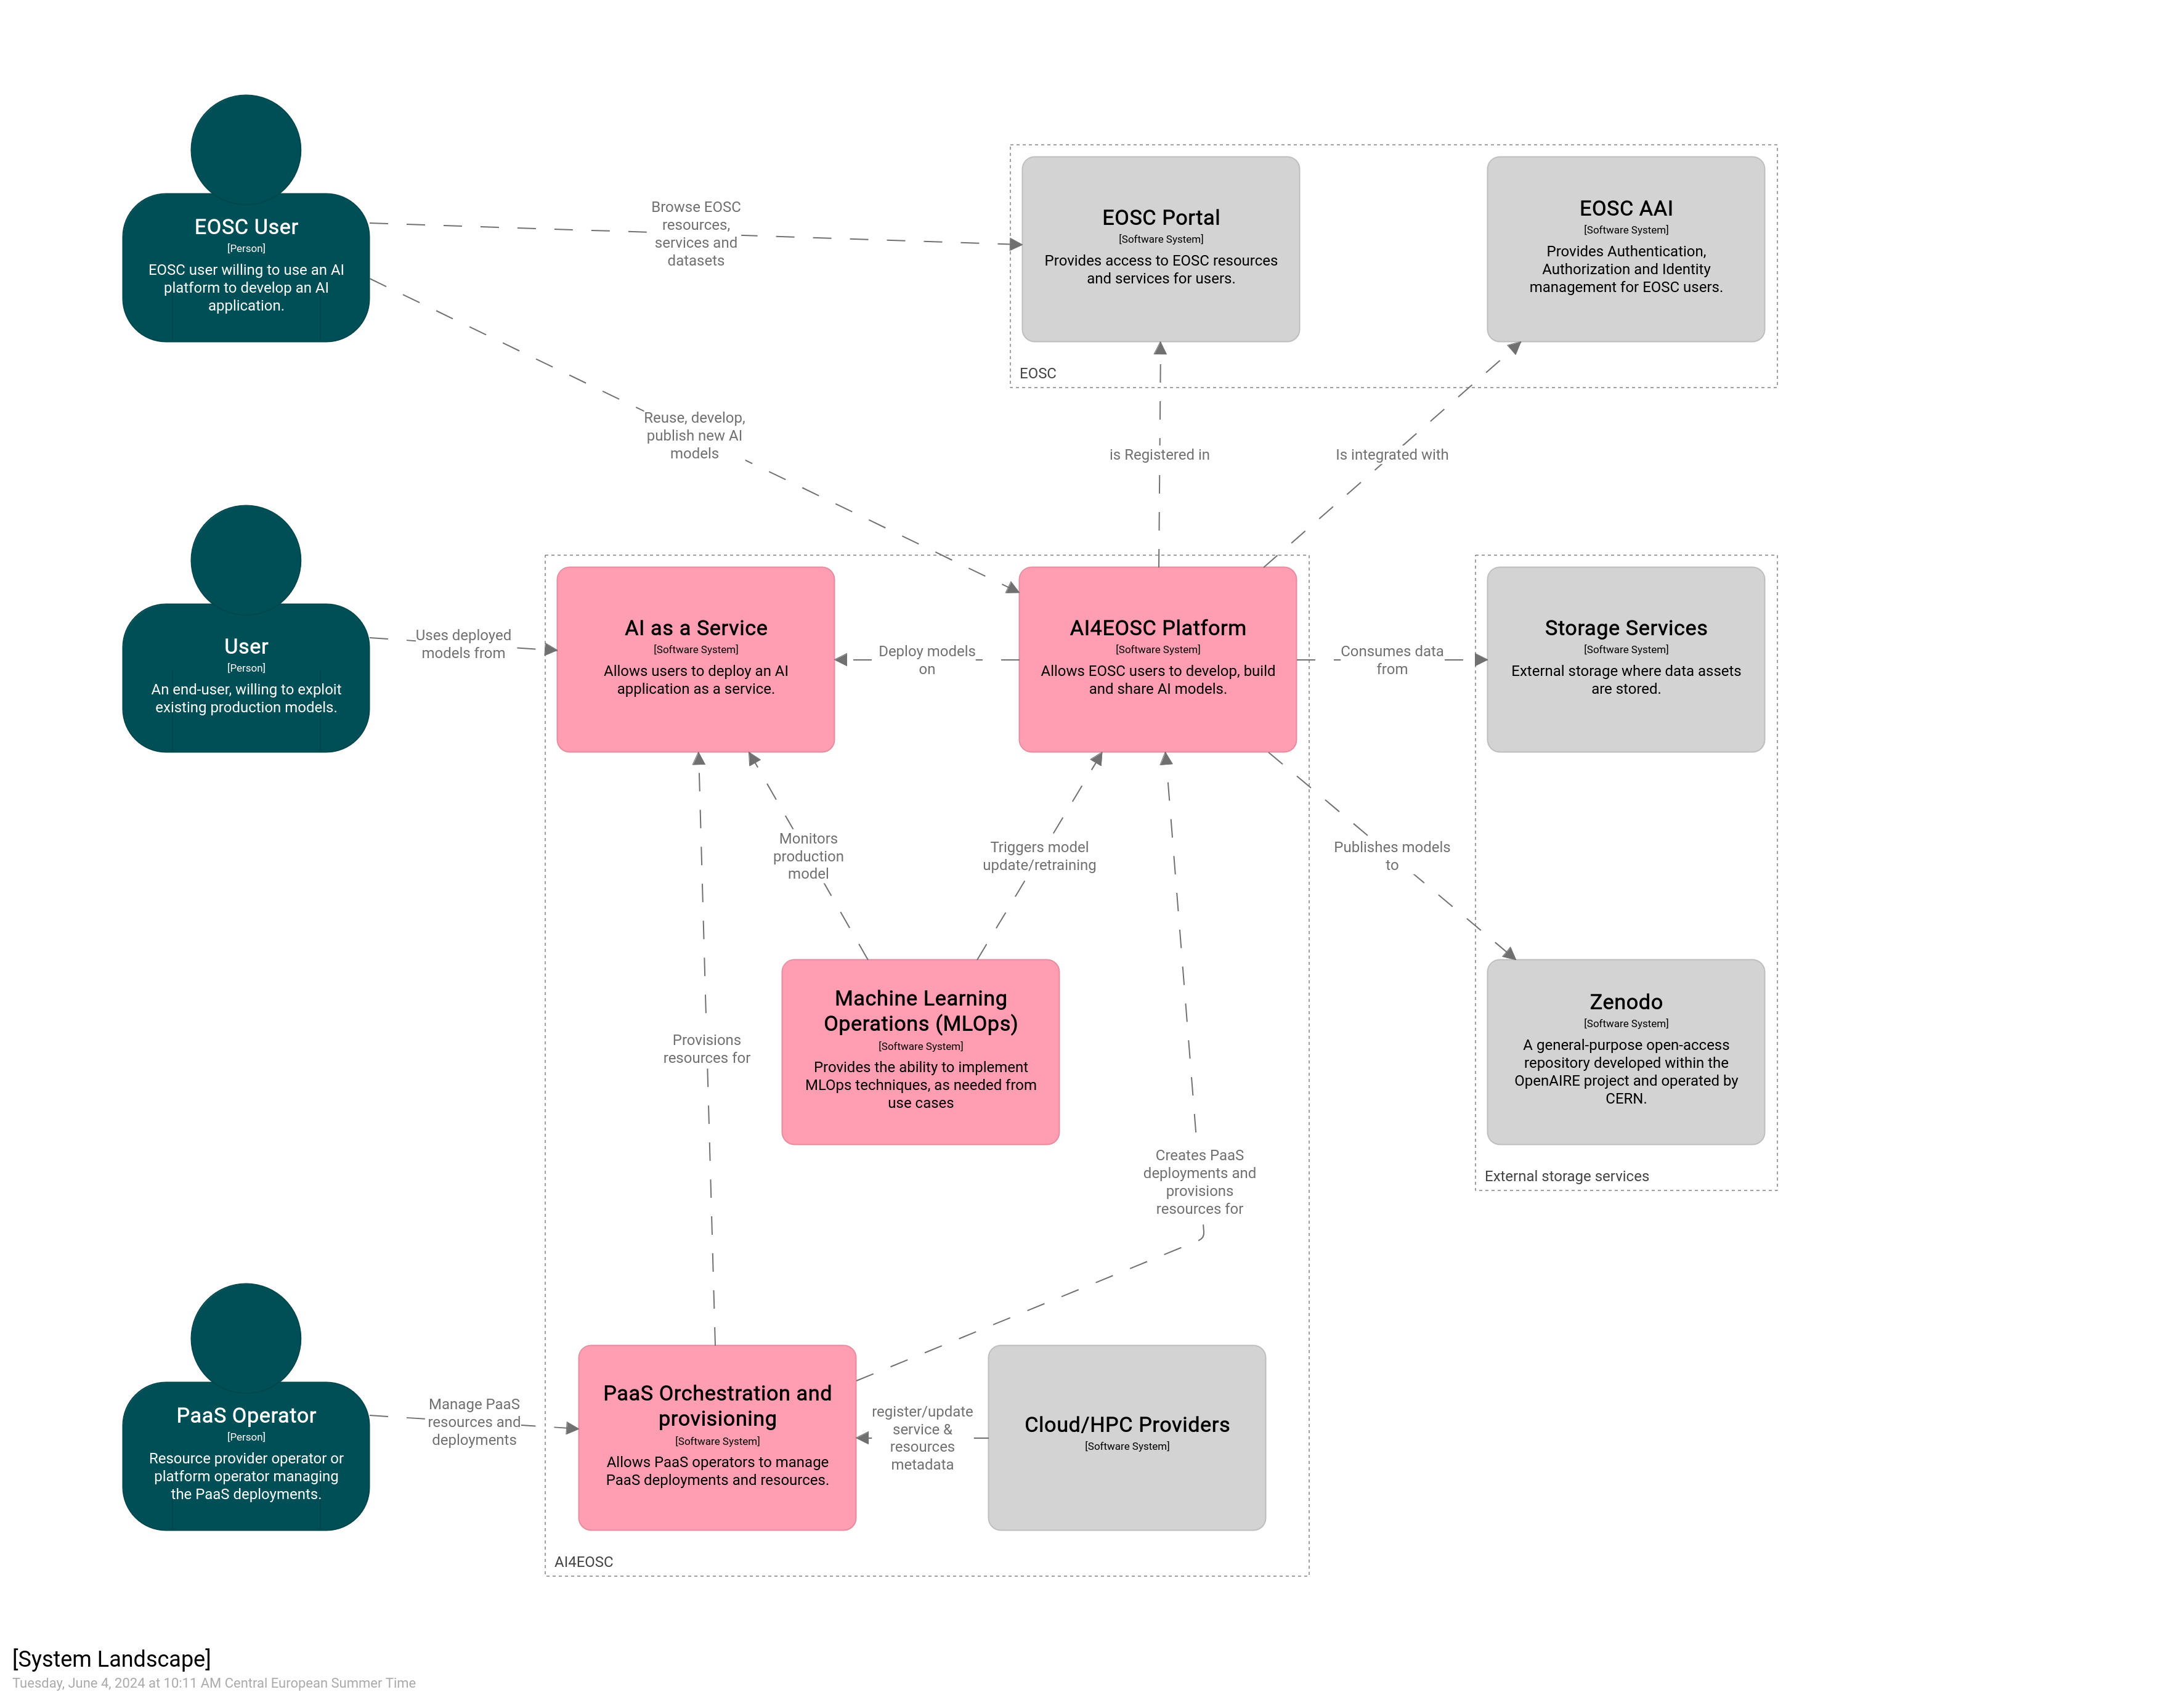 EOSC User
[Person]
EOSC user willing to use an AI
platform to develop an AI
application.
Browse EOSC
resources,
services and
datasets
EOSC Portal
[Software System]
Provides access to EOSC resources
and services for users.
EOSC AAI
[Software System]
Provides Authentication,
Authorization and Identity
management for EOSC users.
EOSC
Reuse, develop,
publish new AI
models
is Registered in
Is integrated with
User
[Person]
An end-user, willing to exploit
existing production models.
Uses deployed
models from
AI as a Service
[Software System]
Allows users to deploy an AI
application as a service.
Deploy models
on
AI4EOSC Platform
[Software System]
Allows EOSC users to develop, build
and share AI models.
Consumes data
from
Storage Services
[Software System]
External storage where data assets
are stored.
Monitors
production
model
Triggers model
update/retraining
Publishes models
to
Provisions
resources for
Machine Learning
Operations (MLOps)
[Software System]
Provides the ability to implement
MLOps techniques, as needed from
use cases
Zenodo
[Software System]
A general-purpose open-access
repository developed within the
OpenAIRE project and operated by
CERN.
External storage services
Creates PaaS
deployments and
provisions
resources for
PaaS Operator
[Person]
Resource provider operator or
platform operator managing
the PaaS deployments.
Manage PaaS
resources and
deployments
PaaS Orchestration and
provisioning
[Software System]
Allows PaaS operators to manage
PaaS deployments and resources.
register/update
service &
resources
metadata
Cloud/HPC Providers
[Software System]
AI4EOSC
[System Landscape]
Tuesday, June 4, 2024 at 10:11 AM Central European Summer Time